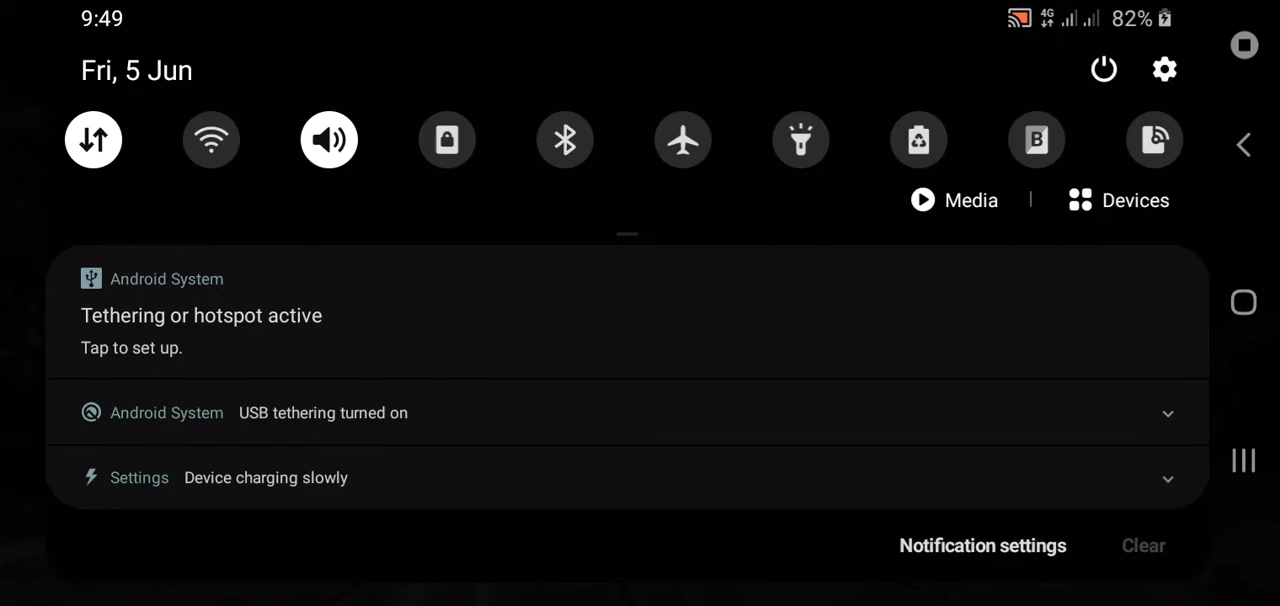 9:49
4G 82%
Fri, 5 Jun
B
Media | Devices
Android System
Tethering or hotspot active
Tap to set up.
Android System USB tethering turned on
Settings Device charging slowly
Notification settings Clear